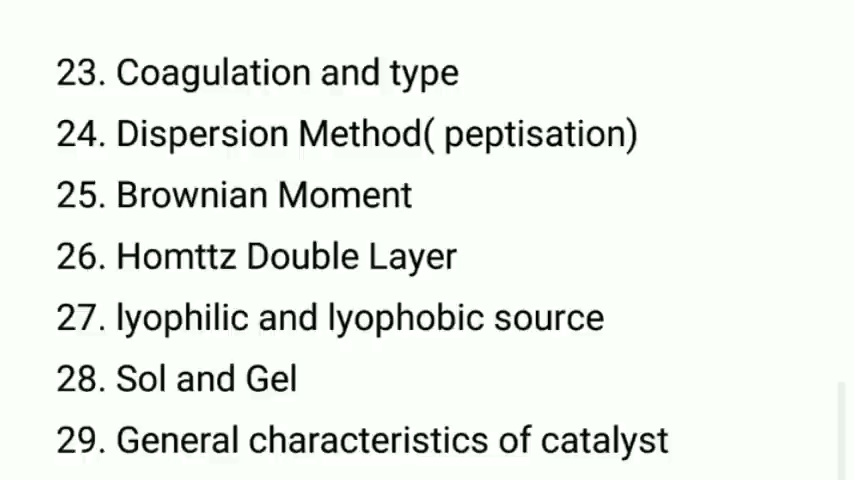 23. Coagulation and type
24. Dispersion Method( peptisation)
25. Brownian Moment
26. Homttz Double Layer
27. lyophilic and lyophobic source
28. Sol and Gel
29. General characteristics of catalyst